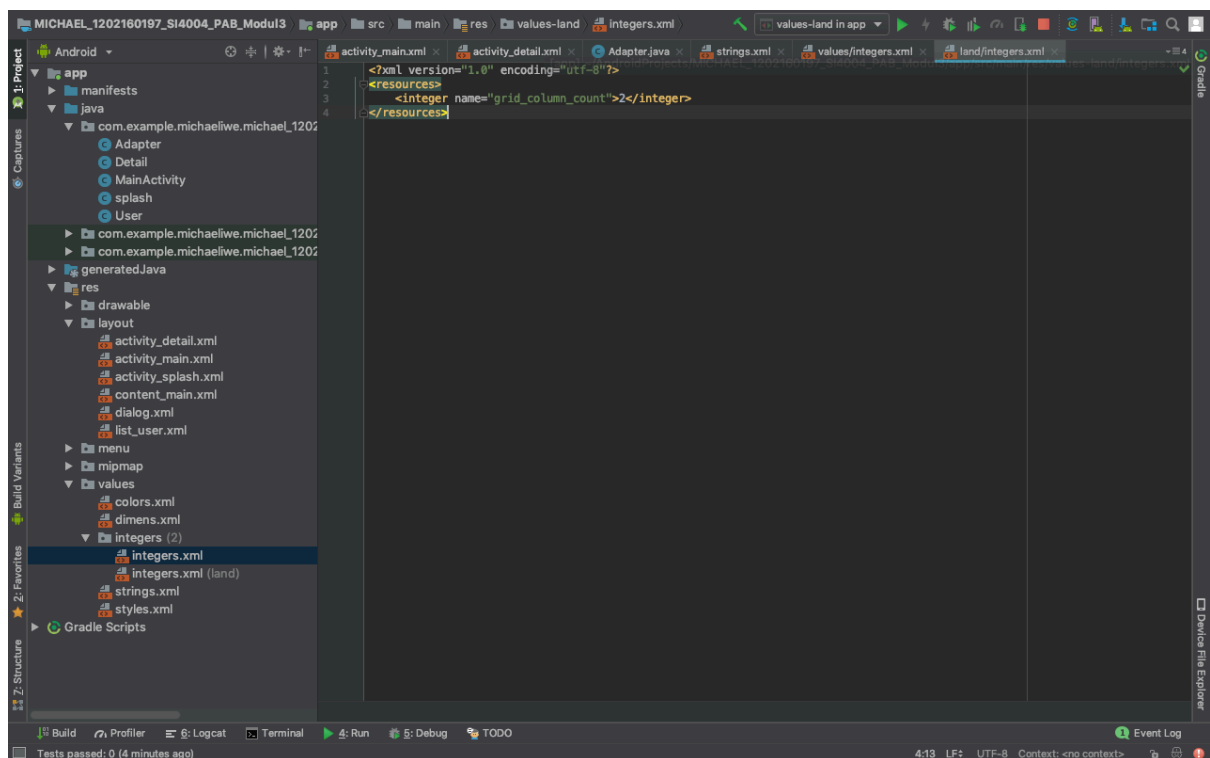 MICHAEL_1202160197_SI4004_PAB_Modul3 app src main res values-land integers.xml values-land in app
1: Project
Captures
Build Variants
2: Favorites
7: Structure
Android
app
manifests
java
com.example.michaeliwe.michael_1202
Adapter
Detail
MainActivity
splash
User
com.example.michaeliwe.michael_1202
com.example.michaeliwe.michael_1202
generatedJava
res
drawable
layout
activity_detail.xml
activity_main.xml
activity_splash.xml
content_main.xml
dialog.xml
list_user.xml
menu
mipmap
values
colors.xml
dimens.xml
integers (2)
integers.xml
integers.xml (land)
strings.xml
styles.xml
Gradle Scripts
activity_main.xml activity_detail.xml Adapter.java strings.xml values/integers.xml land/integers.xml 4
1 <?xml version="1.0" encoding="utf-8"?>
2 <resources>
3 <integer name="grid_column_count">2</integer>
4 </resources>
Gradle
Device File Explorer
Build Profiler 6: Logcat Terminal 4: Run 5: Debug TODO 1 Event Log
Tests passed: 0 (4 minutes ago) 4:13 LF UTF-8 Context: <no context>